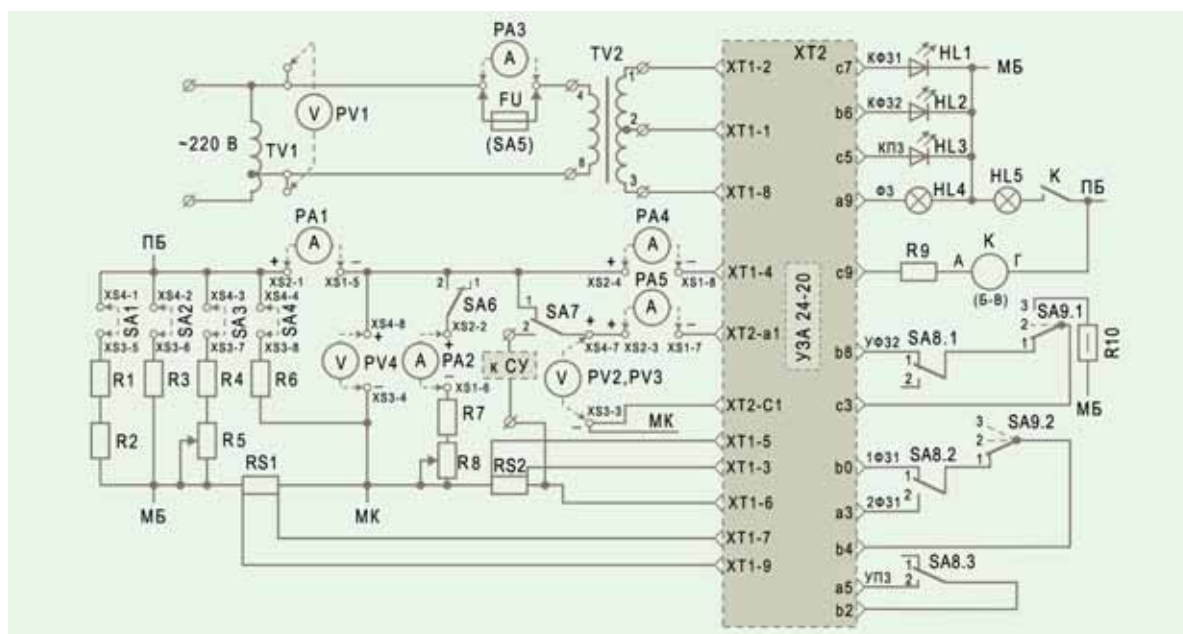 ~220 В
TV1
PV1
V
PA3
A
FU
(SA5)
TV2
4
8
1
2
3
XT1-2
XT1-1
XT1-8
XT1-4
XT2-a1
XT2-C1
XT1-5
XT1-3
XT1-6
XT1-7
XT1-9
УЗА 24-20
XT2
c7
b6
c5
a9
c9
b8
c3
b0
a3
b4
a5
b2
КФ31
HL1
МБ
КФ32
HL2
КП3
HL3
Ф3
HL4
HL5
К
ПБ
R9
А
К
Г
(Б-В)
УФ32
SA8.1
1
2
SA9.1
3
2
1
R10
МБ
SA9.2
3
2
1
1Ф31
SA8.2
1
2Ф31
2
SA8.3
1
УП3
2
ПБ
PA1
A
+
–
XS2-1
XS1-5
XS4-1
XS4-2
XS4-3
XS4-4
SA1
SA2
SA3
SA4
XS3-5
XS3-6
XS3-7
XS3-8
R1
R3
R4
R6
R2
R5
RS1
МБ
МК
XS4-8
+
V
PV4
–
XS3-4
2
1
SA6
XS2-2
+
A
PA2
–
XS1-6
R7
R8
RS2
1
SA7
2
к СУ
PA4
A
+
–
XS2-4
XS1-8
PA5
A
+
+
–
XS4-7
XS2-3
XS1-7
V
PV2,PV3
XS3-3
–
МК